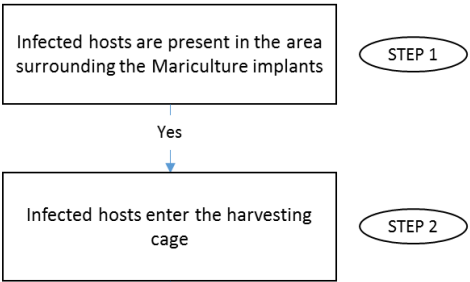 Infected hosts are present in the area
surrounding the Mariculture implants
STEP 1
Yes
Infected hosts enter the harvesting
cage
STEP 2